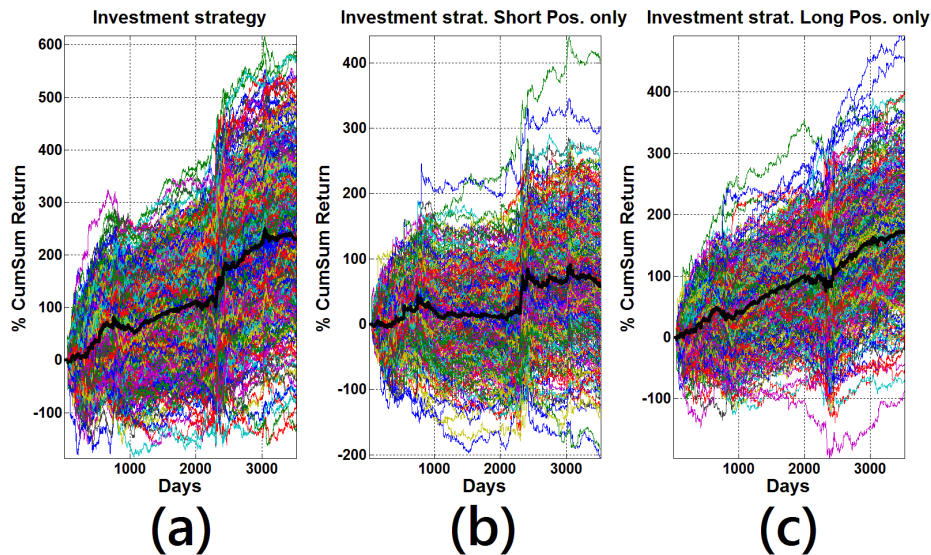 Investment strategy
% CumSum Return
600
500
400
300
200
100
0
-100
1000 2000 3000
Days
(a)
Investment strat. Short Pos. only
% CumSum Return
400
300
200
100
0
-100
-200
1000 2000 3000
Days
(b)
Investment strat. Long Pos. only
% CumSum Return
400
300
200
100
0
-100
1000 2000 3000
Days
(c)